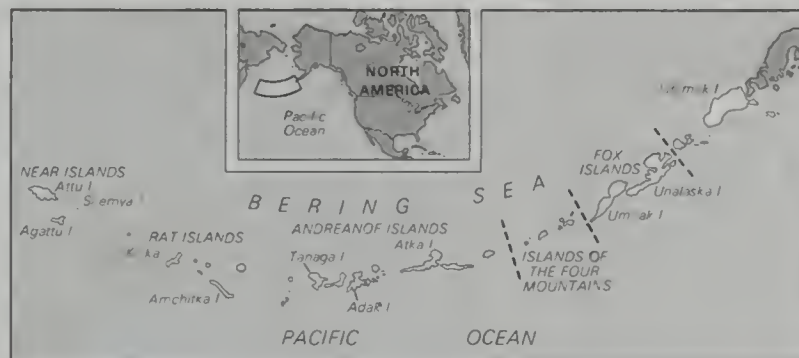 NORTH
AMERICA
Pacific
Ocean
NEAR ISLANDS
Attu I
Agattu I
RAT ISLANDS
Amchitka I
BERING SEA
ANDREANOF ISLANDS
Tanaga I
Adak I
Atka I
ISLANDS OF
THE FOUR
MOUNTAINS
FOX
ISLANDS
Unalaska I
Umnak I
PACIFIC OCEAN